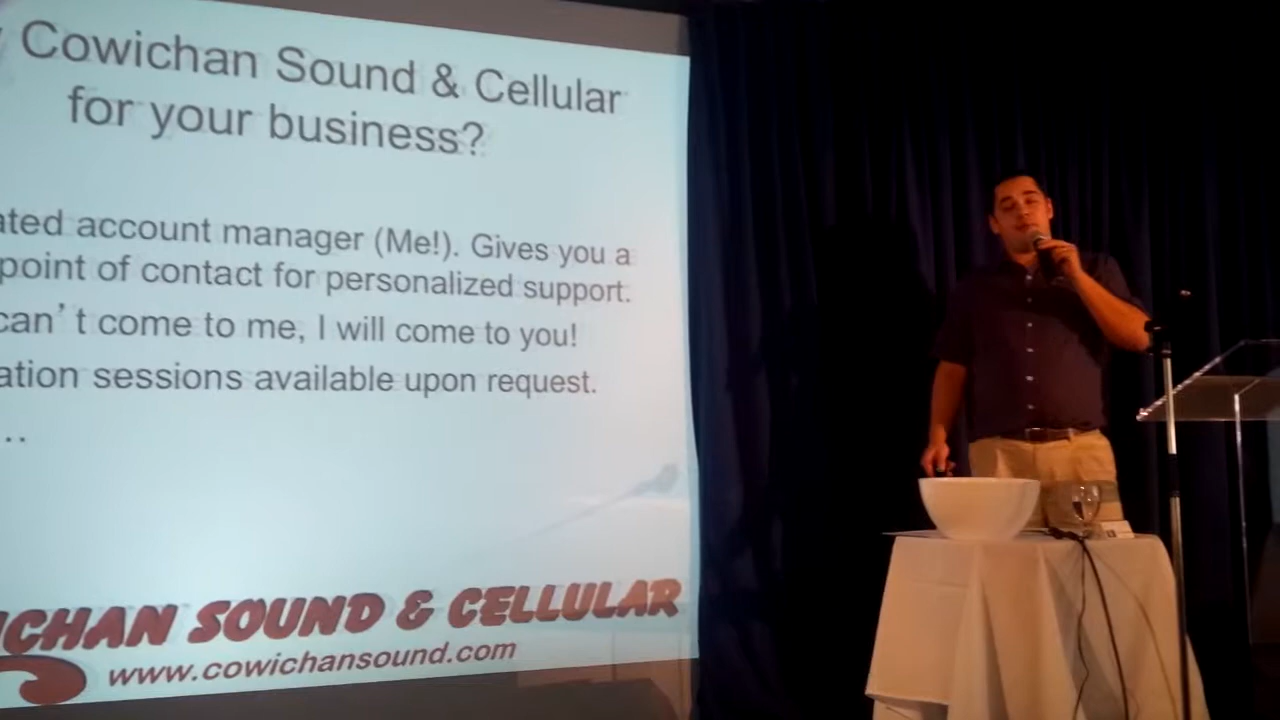 Cowichan Sound & Cellular
for your business?
ated account manager (Me!). Gives you a
point of contact for personalized support.
can't come to me, I will come to you!
ation sessions available upon request.
..
ICHAN SOUND & CELLULAR
www.cowichansound.com